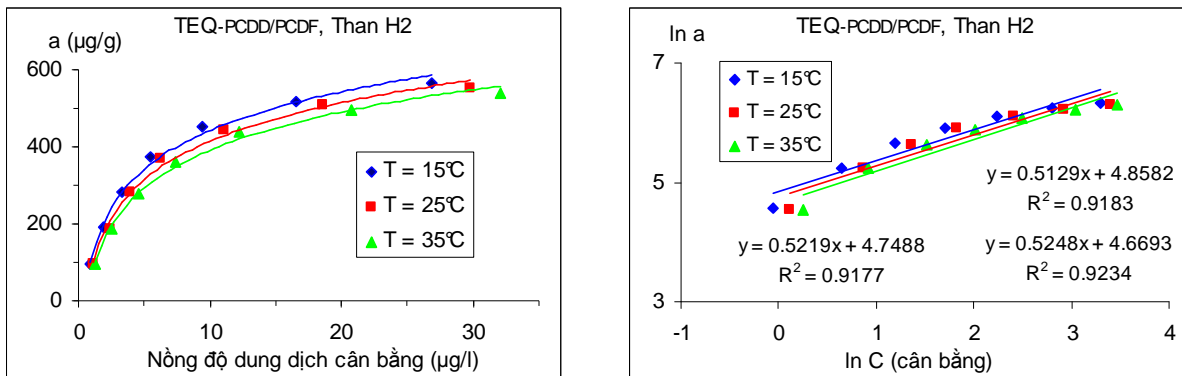 TEQ-PCDD/PCDF, Than H2
a (µg/g)
600
400
200
0
0 10 20 30
T = 15°C
T = 25°C
T = 35°C
Nồng độ dung dịch cân bằng (µg/l)
TEQ-PCDD/PCDF, Than H2
ln a
7
5
3
T = 15°C
T = 25°C
T = 35°C
y = 0.5129x + 4.8582
R² = 0.9183
y = 0.5219x + 4.7488
R² = 0.9177
y = 0.5248x + 4.6693
R² = 0.9234
-1 0 1 2 3 4
ln C (cân bằng)